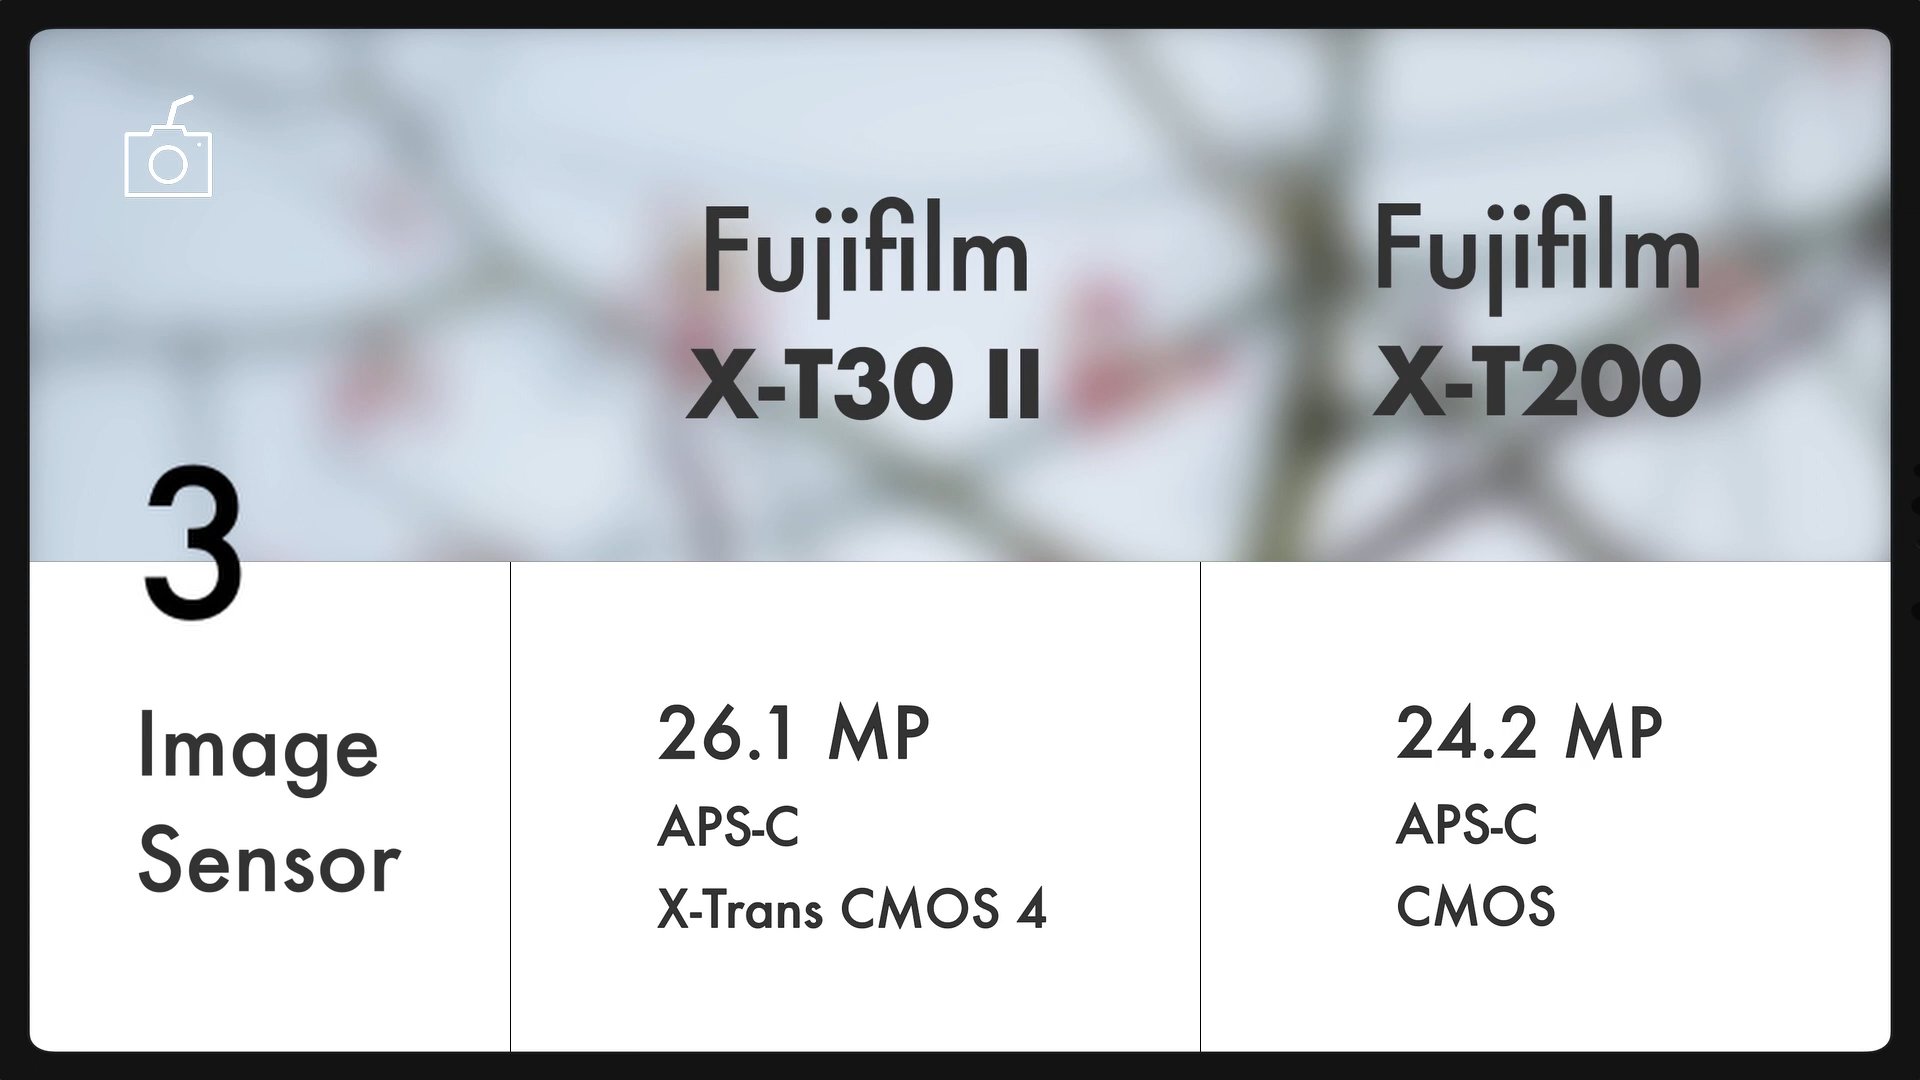 Fujifilm
X-T30 II
Fujifilm
X-T200
3
Image
Sensor
26.1 MP
APS-C
X-Trans CMOS 4
24.2 MP
APS-C
CMOS